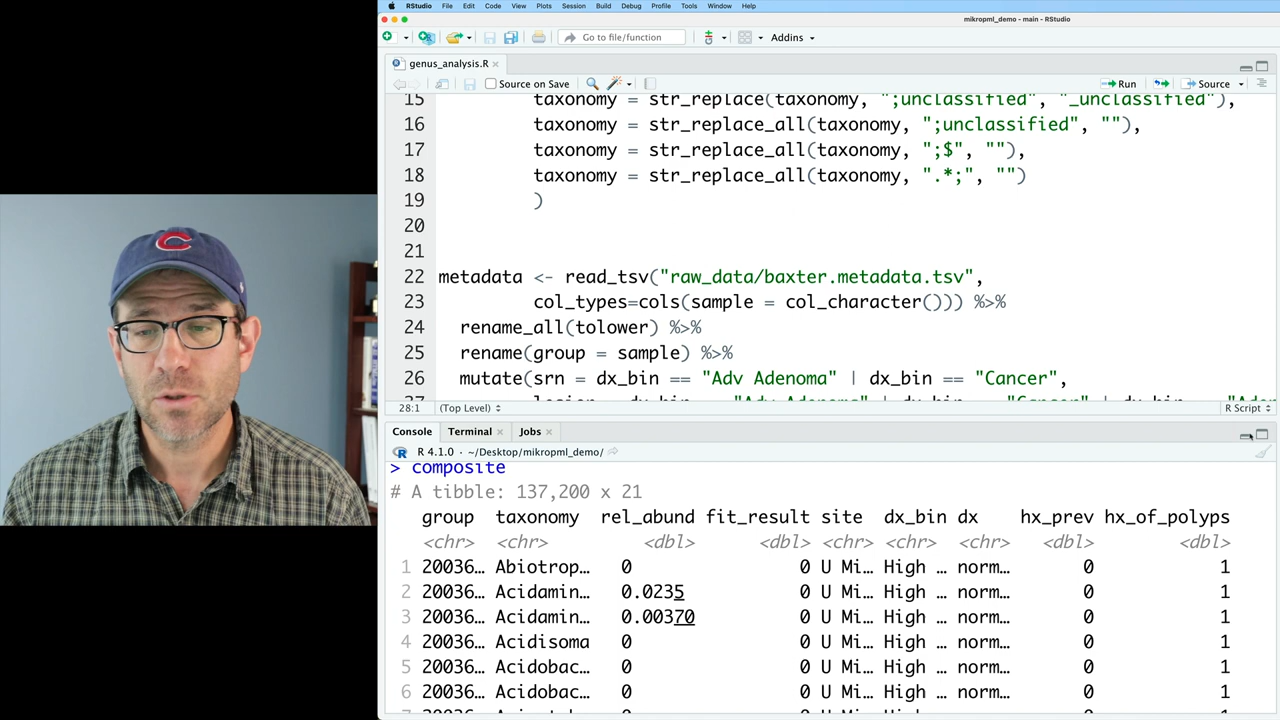 RStudio File Edit Code View Plots Session Build Debug Profile Tools Window Help
mikropml_demo - main - RStudio
Go to file/function Addins
genus_analysis.R
Source on Save Run Source
15 taxonomy = str_replace(taxonomy, ";unclassified", "_unclassified"),
16 taxonomy = str_replace_all(taxonomy, ";unclassified", ""),
17 taxonomy = str_replace_all(taxonomy, ";$", ""),
18 taxonomy = str_replace_all(taxonomy, ".*;", "")
19 )
20
21
22 metadata <- read_tsv("raw_data/baxter.metadata.tsv",
23 col_types=cols(sample = col_character())) %>%
24 rename_all(tolower) %>%
25 rename(group = sample) %>%
26 mutate(srn = dx_bin == "Adv Adenoma" | dx_bin == "Cancer",
28:1 (Top Level) R Script
Console Terminal Jobs
R 4.1.0 · ~/Desktop/mikropml_demo/
> composite
# A tibble: 137,200 x 21
group taxonomy rel_abund fit_result site dx_bin dx hx_prev hx_of_polyps
<chr> <chr> <dbl> <dbl> <chr> <chr> <chr> <dbl> <dbl>
1 20036… Abiotrop… 0 0 U Mi… High … norm… 0 1
2 20036… Acidamin… 0.0235 0 U Mi… High … norm… 0 1
3 20036… Acidamin… 0.00370 0 U Mi… High … norm… 0 1
4 20036… Acidisoma 0 0 U Mi… High … norm… 0 1
5 20036… Acidobac… 0 0 U Mi… High … norm… 0 1
6 20036… Acidobac… 0 0 U Mi… High … norm… 0 1
C